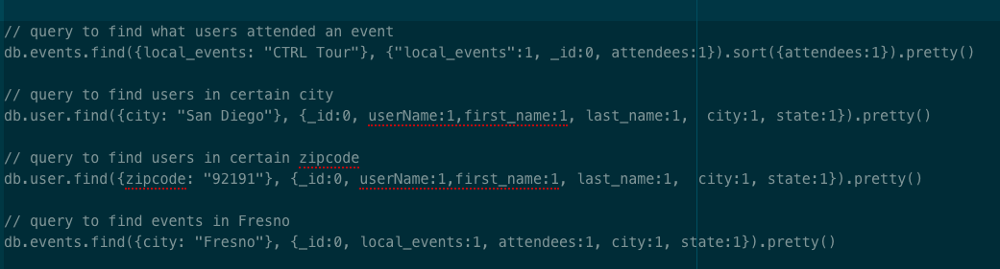 // query to find what users attended an event
db.events.find({local_events: "CTRL Tour"}, {"local_events":1, _id:0, attendees:1}).sort({attendees:1}).pretty()
// query to find users in certain city
db.user.find({city: "San Diego"}, {_id:0, userName:1,first_name:1, last_name:1,  city:1, state:1}).pretty()
// query to find users in certain zipcode
db.user.find({zipcode: "92191"}, {_id:0, userName:1,first_name:1, last_name:1,  city:1, state:1}).pretty()
// query to find events in Fresno
db.events.find({city: "Fresno"}, {_id:0, local_events:1, attendees:1, city:1, state:1}).pretty()